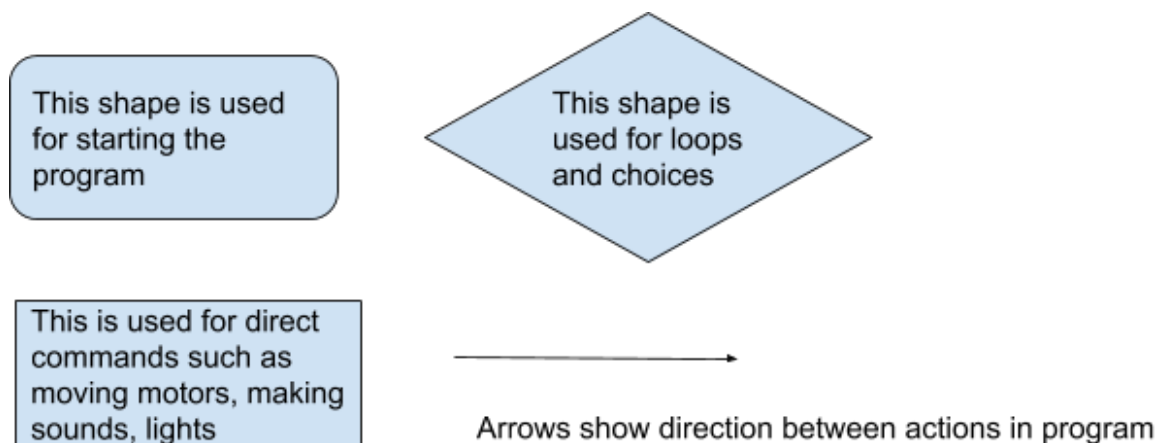 This shape is used
for starting the
program
This shape is
used for loops
and choices
This is used for direct
commands such as
moving motors, making
sounds, lights
Arrows show direction between actions in program